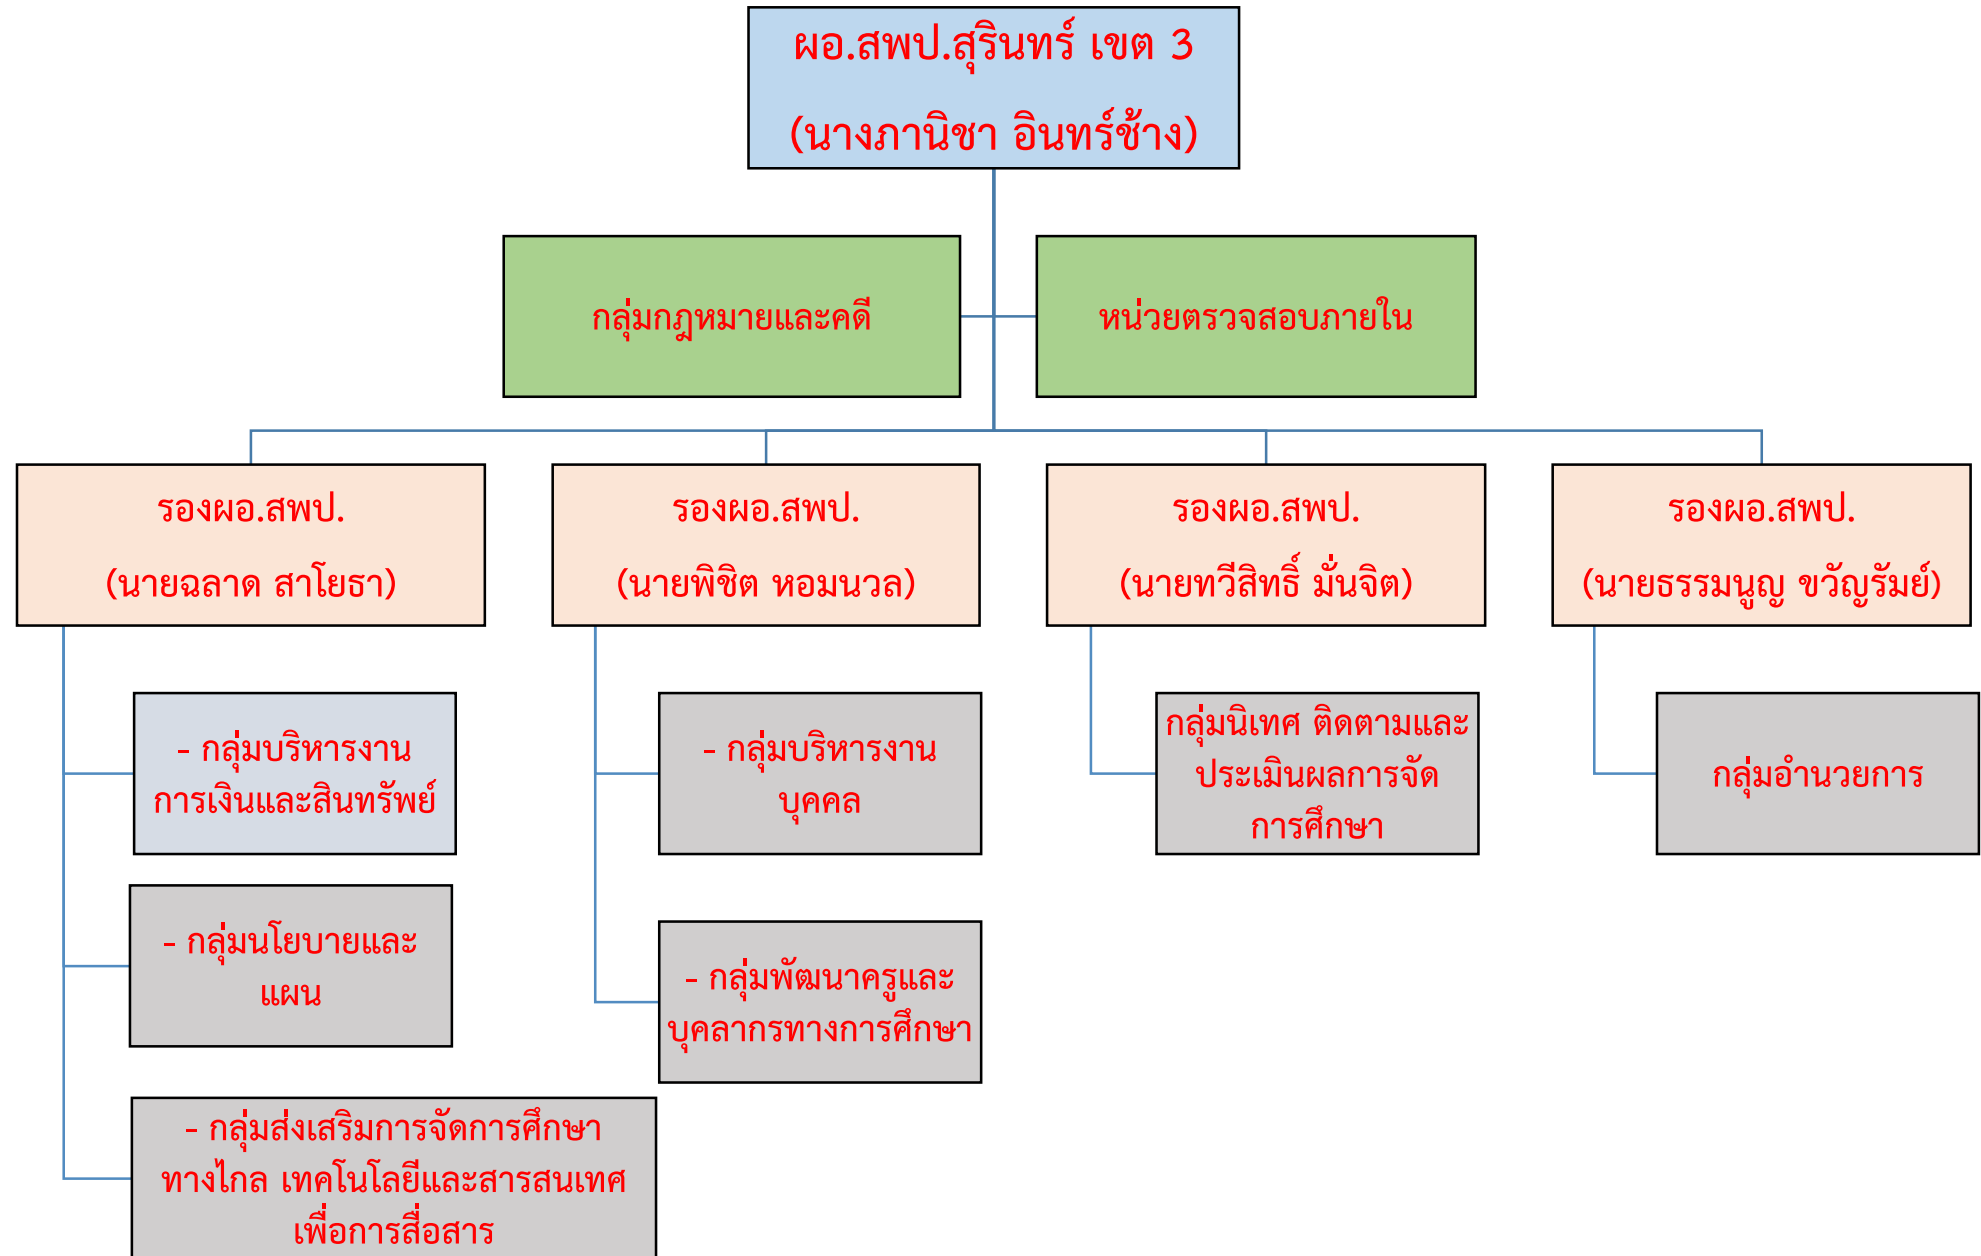 ผอ.สพป.สุรินทร์ เขต 3
(นางภานิชา อินทร์ช้าง)
กลุ่มกฎหมายและคดี
หน่วยตรวจสอบภายใน
รองผอ.สพป.
(นายฉลาด สาโยธา)
รองผอ.สพป.
(นายพิชิต หอมนวล)
รองผอ.สพป.
(นายทวีสิทธิ์ มั่นจิต)
รองผอ.สพป.
(นายธรรมนูญ ขวัญรัมย์)
- กลุ่มบริหารงาน
การเงินและสินทรัพย์
- กลุ่มบริหารงาน
บุคคล
กลุ่มนิเทศ ติดตามและ
ประเมินผลการจัด
การศึกษา
กลุ่มอำนวยการ
- กลุ่มนโยบายและ
แผน
- กลุ่มพัฒนาครูและ
บุคลากรทางการศึกษา
- กลุ่มส่งเสริมการจัดการศึกษา
ทางไกล เทคโนโลยีและสารสนเทศ
เพื่อการสื่อสาร